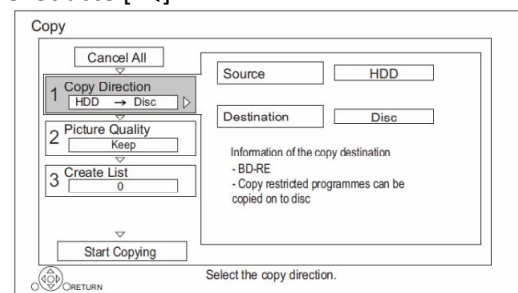 Copy
Cancel All
1 Copy Direction
HDD → Disc
2 Picture Quality
Keep
3 Create List
0
Start Copying
Source HDD
Destination Disc
Information of the copy destination
- BD-RE
- Copy restricted programmes can be
copied on to disc
Select the copy direction.
RETURN